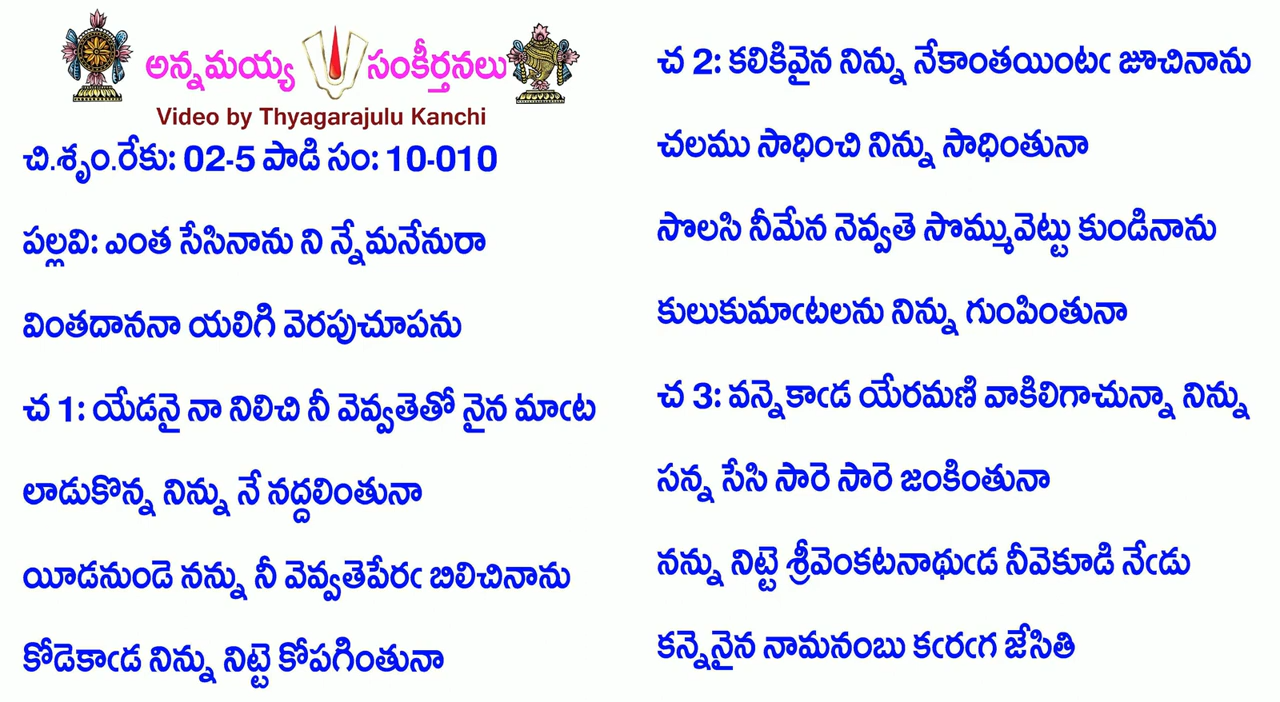 అన్నమయ్య సంకీర్తనలు
Video by Thyagarajulu Kanchi
చి.శృం.రేకు: 02-5 పాడి సం: 10-010
పల్లవి: ఎంత సేసినాను ని న్నేమనేనురా
వింతదాననా యలిగి వెరపుచూపను
చ 1: యేడనై నా నిలిచి నీ వెవ్వతెతో నైన మాఁట
లాడుకొన్న నిన్ను నే నద్దలింతునా
యీడనుండె నన్ను నీ వెవ్వతెపేరఁ బిలిచినాను
కోడెకాఁడ నిన్ను నిట్టె కోపగింతునా
చ 2: కలికివైన నిన్ను నేకాంతయింటఁ జూచినాను
చలము సాధించి నిన్ను సాధింతునా
సొలసి నీమేన నెవ్వతె సొమ్మువెట్టు కుండినాను
కులుకుమాఁటలను నిన్ను గుంపింతునా
చ 3: వన్నెకాఁడ యేరమణి వాకిలిగాచున్నా నిన్ను
సన్న సేసి సారె సారె జంకింతునా
నన్ను నిట్టె శ్రీవెంకటనాథుఁడ నీవెకూడి నేఁడు
కన్నెనైన నామనంబు కఁరఁగ జేసితి